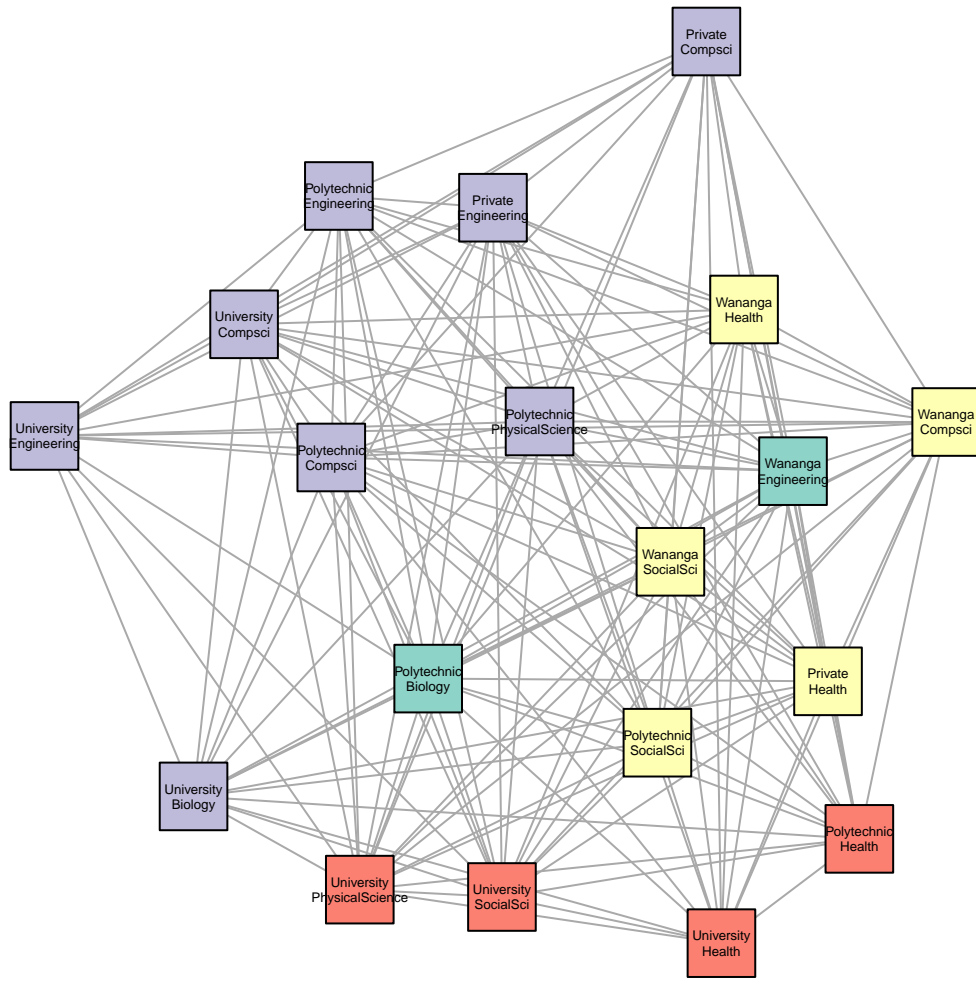 Private
Compsci
Polytechnic
Engineering
Private
Engineering
Wananga
Health
University
Compsci
Polytechnic
PhysicalScience
Wananga
Compsci
University
Engineering
Polytechnic
Compsci
Wananga
Engineering
Wananga
SocialSci
Polytechnic
Biology
Private
Health
Polytechnic
SocialSci
University
Biology
Polytechnic
Health
University
PhysicalScience
University
SocialSci
University
Health